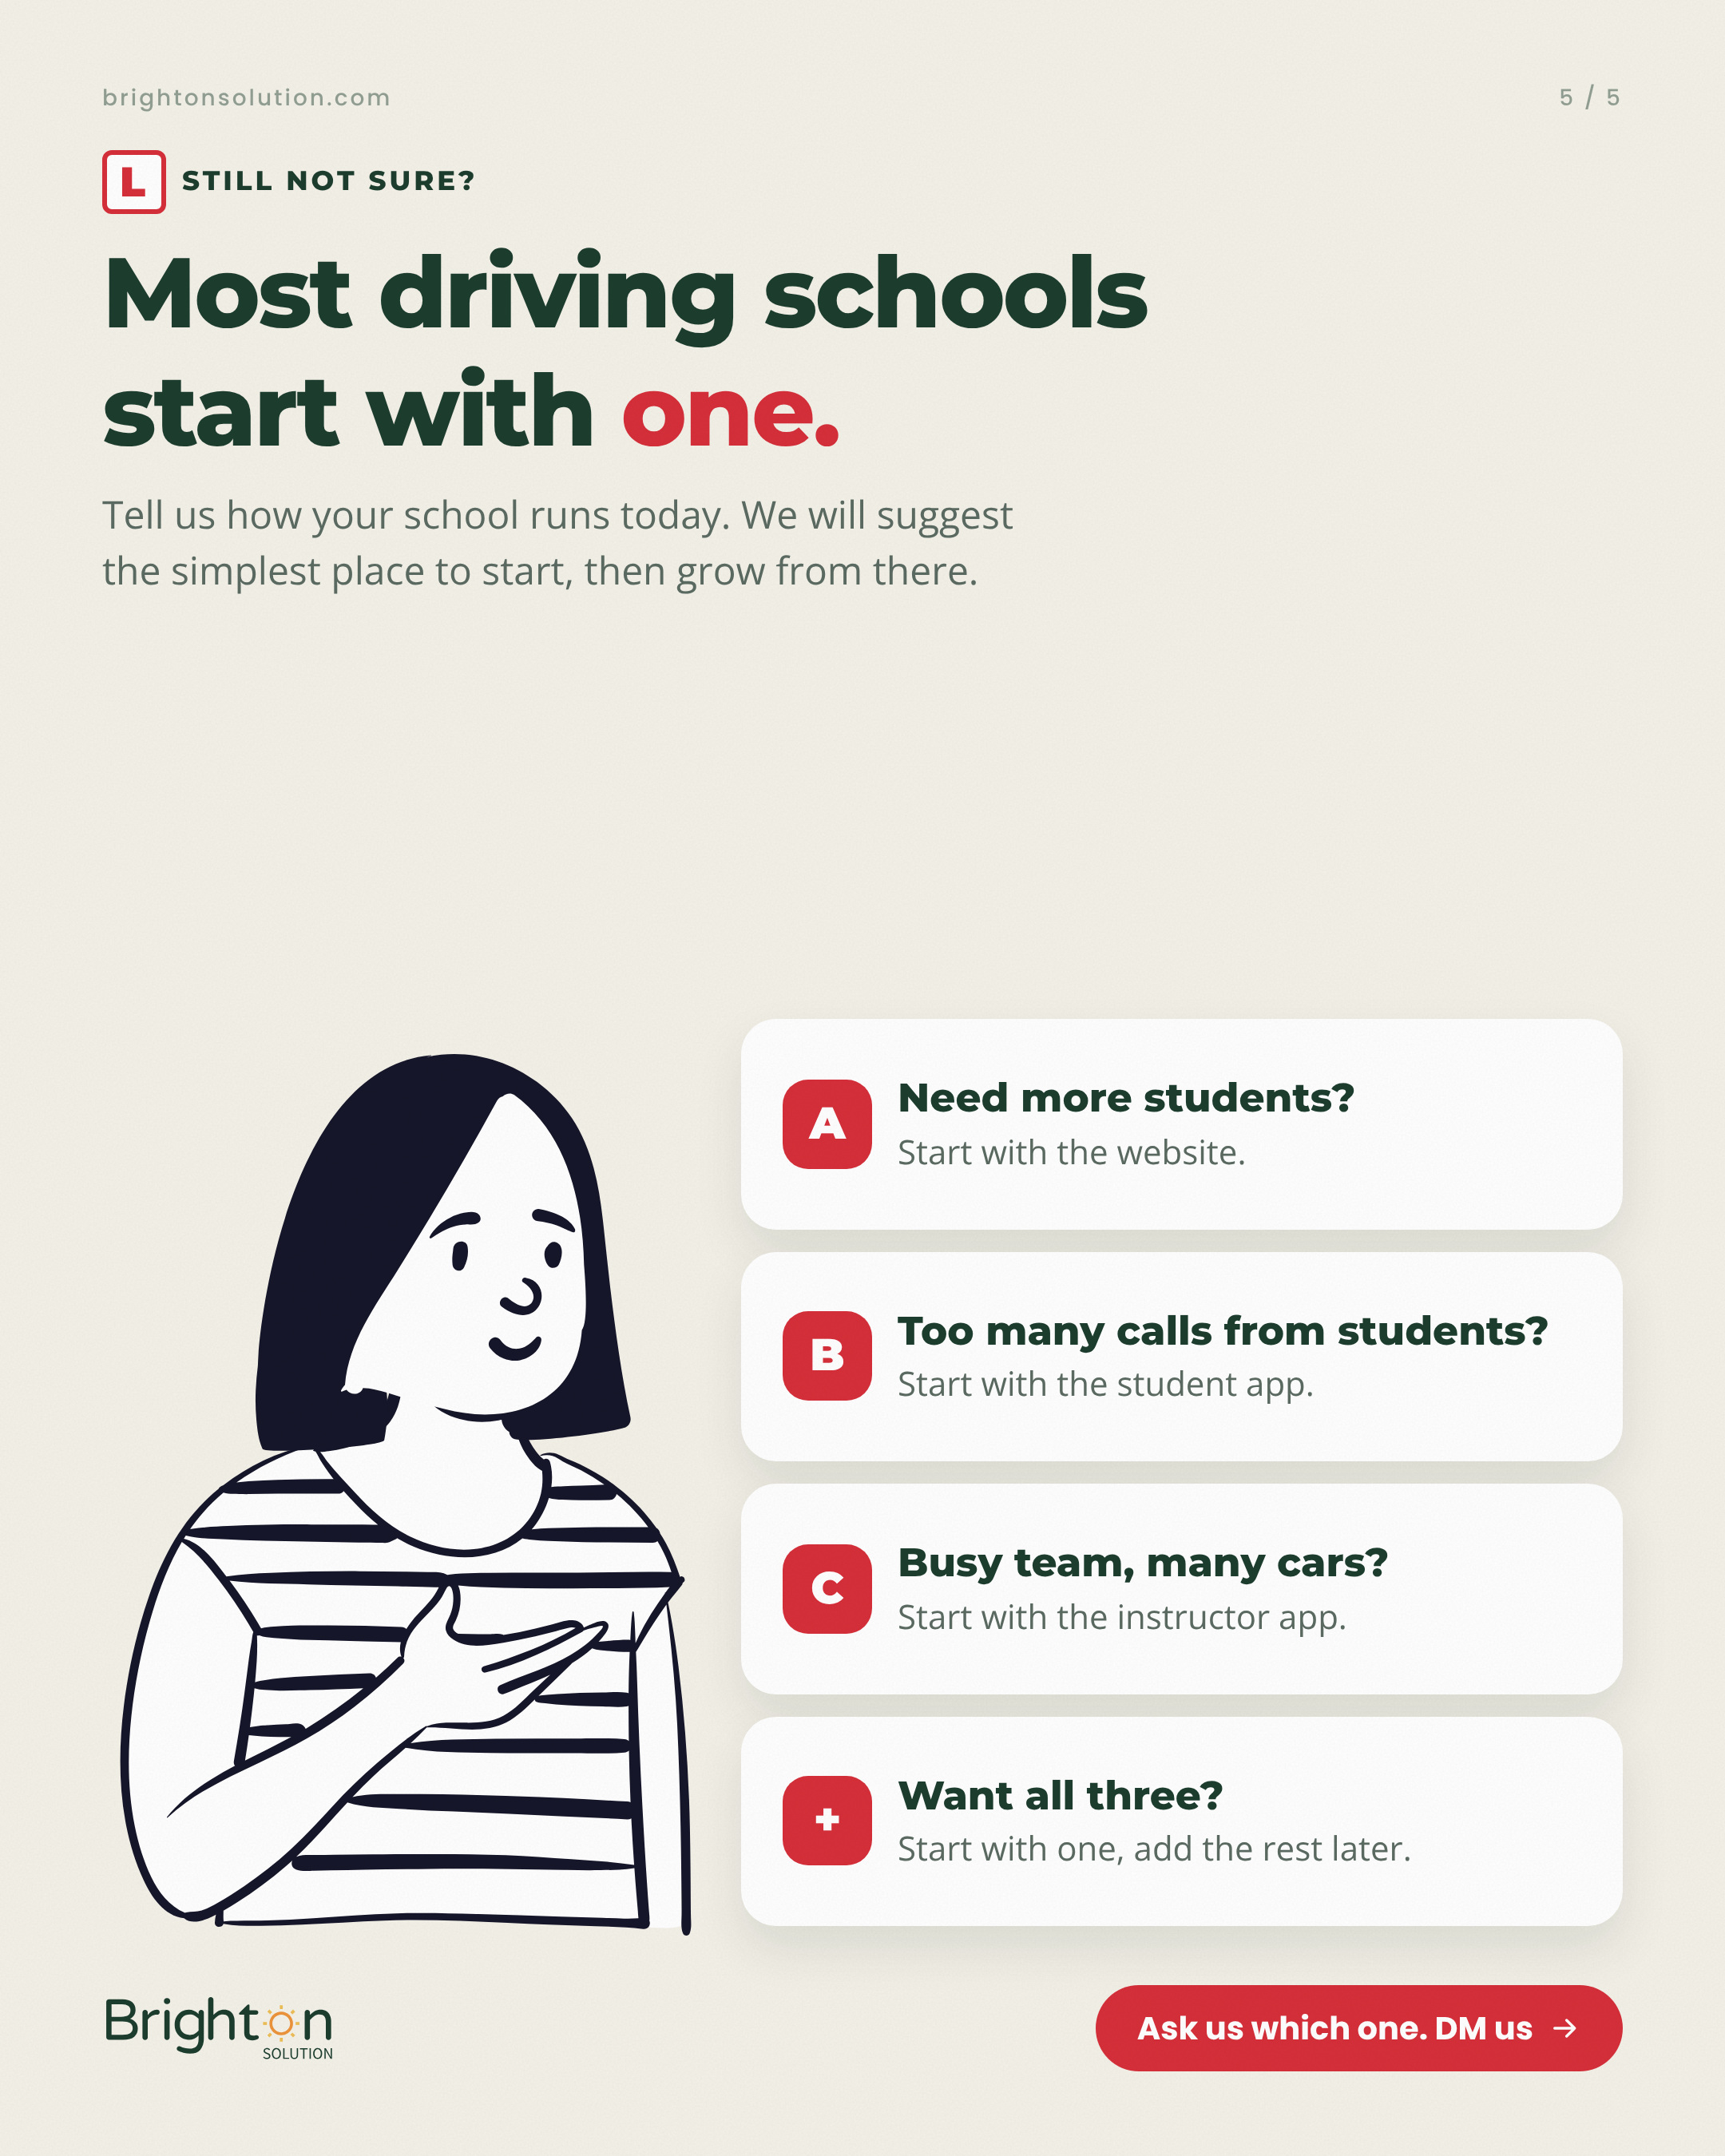 brightonsolution.com
5 / 5
L
STILL NOT SURE?
Most driving schools
start with one.
Tell us how your school runs today. We will suggest
the simplest place to start, then grow from there.
A
Need more students?
Start with the website.
B
Too many calls from students?
Start with the student app.
C
Busy team, many cars?
Start with the instructor app.
+
Want all three?
Start with one, add the rest later.
Brighton
SOLUTION
Ask us which one. DM us →